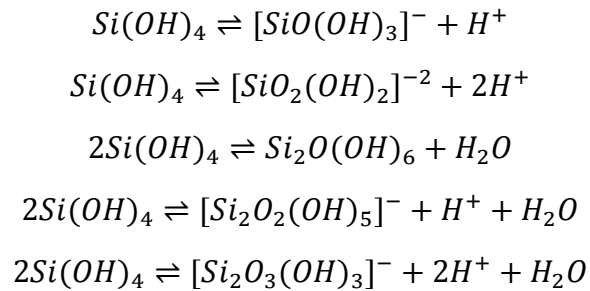 Si(OH)₄ ⇌ [SiO(OH)₃]⁻ + H⁺
Si(OH)₄ ⇌ [SiO₂(OH)₂]⁻² + 2H⁺
2Si(OH)₄ ⇌ Si₂O(OH)₆ + H₂O
2Si(OH)₄ ⇌ [Si₂O₂(OH)₅]⁻ + H⁺ + H₂O
2Si(OH)₄ ⇌ [Si₂O₃(OH)₃]⁻ + 2H⁺ + H₂O